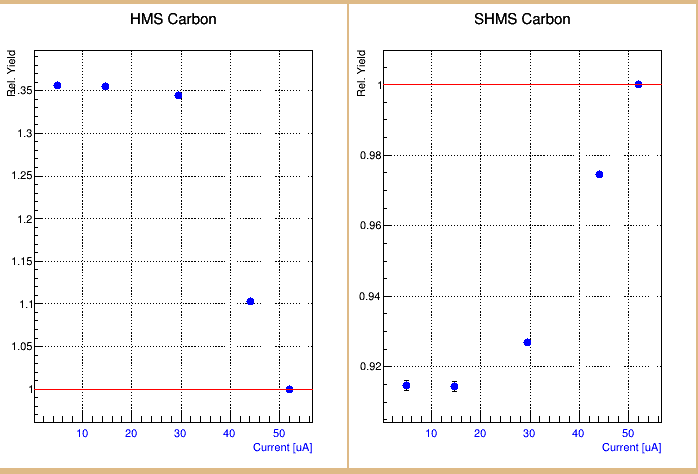 HMS Carbon
Rel. Yield
1.35
1.3
1.25
1.2
1.15
1.1
1.05
1
10 20 30 40 50
Current [uA]
SHMS Carbon
Rel. Yield
1
0.98
0.96
0.94
0.92
10 20 30 40 50
Current [uA]